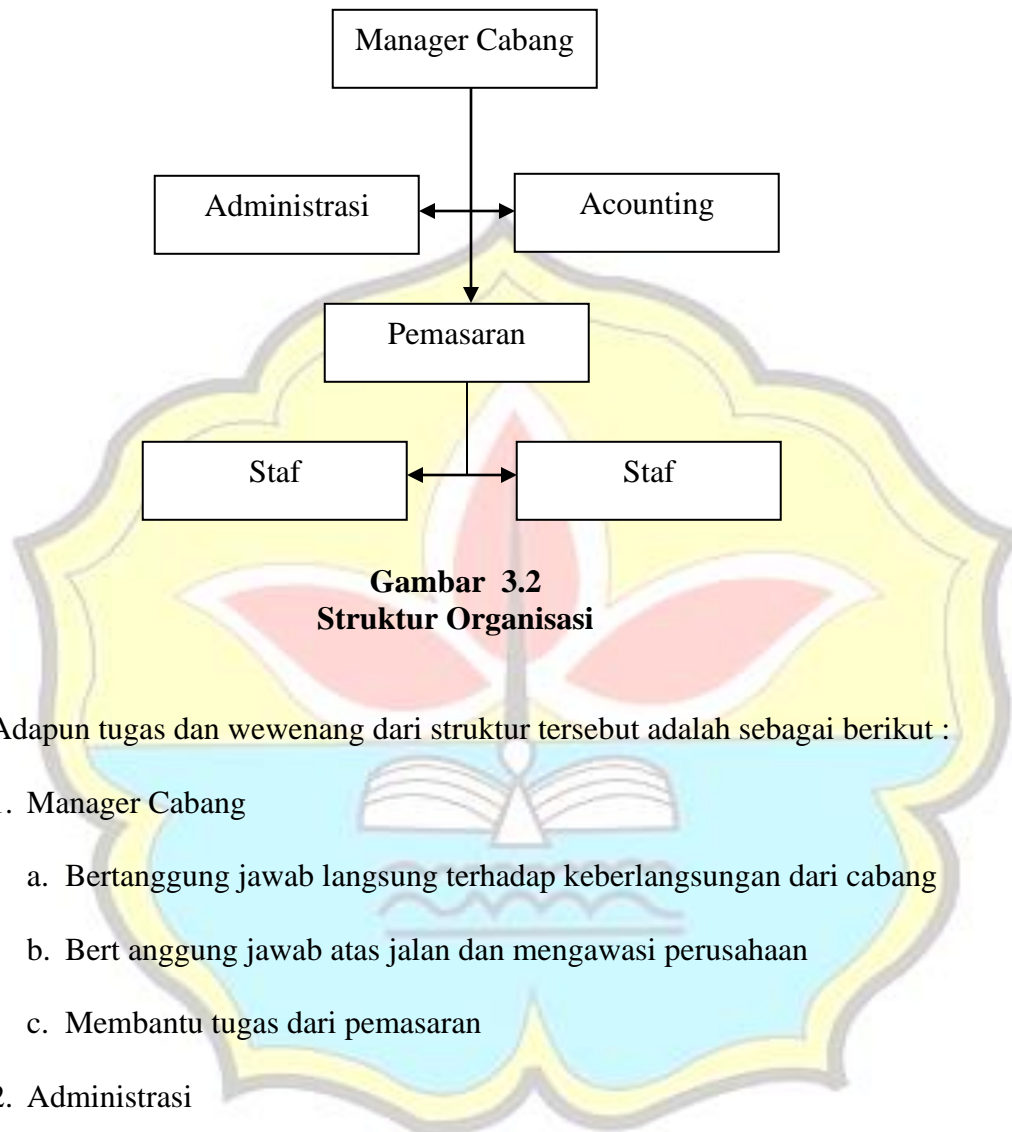 Manager Cabang
Administrasi
Acounting
Pemasaran
Staf
Staf
Gambar 3.2
Struktur Organisasi
Adapun tugas dan wewenang dari struktur tersebut adalah sebagai berikut :
1. Manager Cabang
a. Bertanggung jawab langsung terhadap keberlangsungan dari cabang
b. Bert anggung jawab atas jalan dan mengawasi perusahaan
c. Membantu tugas dari pemasaran
2. Administrasi